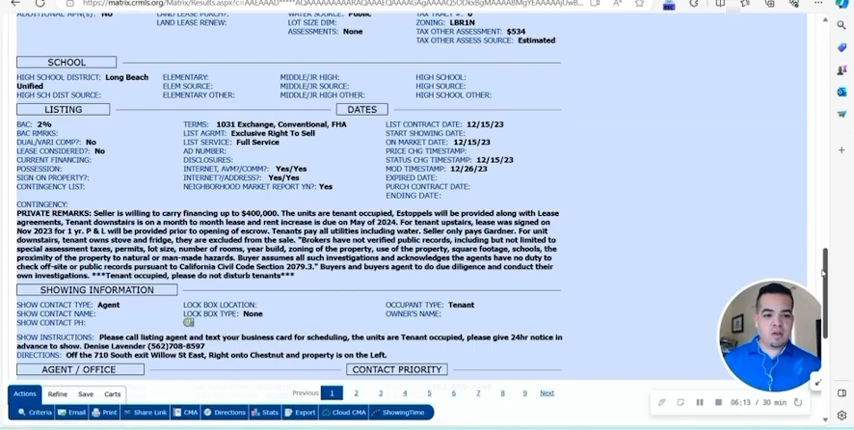 https://matrix.crmls.org/Matrix/Results.aspx?c=
ADDITIONAL APN(S): No LAND LEASE PURCH: WATER SOURCE: Public
LAND LEASE RENEW: LOT SIZE DIM: ZONING: LBR1N
ASSESSMENTS: None TAX OTHER ASSESSMENT: $534
TAX OTHER ASSESS SOURCE: Estimated
SCHOOL
HIGH SCHOOL DISTRICT: Long Beach ELEMENTARY: MIDDLE/JR HIGH: HIGH SCHOOL:
Unified ELEM SOURCE: MIDDLE/JR SOURCE: HIGH SOURCE:
HIGH SCH DIST SOURCE: ELEMENTARY OTHER: MIDDLE/JR HIGH OTHER: HIGH SCHOOL OTHER:
LISTING DATES
BAC: 2% TERMS: 1031 Exchange, Conventional, FHA LIST CONTRACT DATE: 12/15/23
BAC RMRKS: LIST AGRMT: Exclusive Right To Sell START SHOWING DATE:
DUAL/VARI COMP?: No LIST SERVICE: Full Service ON MARKET DATE: 12/15/23
LEASE CONSIDERED?: No AD NUMBER: PRICE CHG TIMESTAMP:
CURRENT FINANCING: DISCLOSURES: STATUS CHG TIMESTAMP: 12/15/23
POSSESSION: INTERNET, AVM?/COMM?: Yes/Yes MOD TIMESTAMP: 12/26/23
SIGN ON PROPERTY?: INTERNET?/ADDRESS?: Yes/Yes EXPIRED DATE:
CONTINGENCY LIST: NEIGHBORHOOD MARKET REPORT YN?: Yes PURCH CONTRACT DATE:
ENDING DATE:
CONTINGENCY:
PRIVATE REMARKS: Seller is willing to carry financing up to $400,000. The units are tenant occupied, Estoppels will be provided along with Lease
agreements, Tenant downstairs is on a month to month lease and rent increase is due on May of 2024. For tenant upstairs, lease was signed on
Nov 2023 for 1 yr. P & L will be provided prior to opening of escrow. Tenants pay all utilities including water. Seller only pays Gardner. For unit
downstairs, tenant owns stove and fridge, they are excluded from the sale. "Brokers have not verified public records, including but not limited to
special assessment taxes, permits, lot size, number of rooms, year build, zoning of the property, use of the property, square footage, schools, the
proximity of the property to natural or man-made hazards. Buyer assumes all such investigations and acknowledges the agents have no duty to
check off-site or public records pursuant to California Civil Code Section 2079.3." Buyers and buyers agent to do due diligence and conduct their
own investigations. ***Tenant occupied, please do not disturb tenants***
SHOWING INFORMATION
SHOW CONTACT TYPE: Agent LOCK BOX LOCATION: OCCUPANT TYPE: Tenant
SHOW CONTACT NAME: LOCK BOX TYPE: None OWNER'S NAME:
SHOW CONTACT PH:
SHOW INSTRUCTIONS: Please call listing agent and text your business card for scheduling, the units are Tenant occupied, please give 24hr notice in
advance to show. Denise Lavender (562)708-8597
DIRECTIONS: Off the 710 South exit Willow St East, Right onto Chestnut and property is on the Left.
AGENT / OFFICE CONTACT PRIORITY
Actions Refine Save Carts Previous 1 2 3 4 5 6 7 8 9 Next
Criteria Email Print Share Link CMA Directions Stats Export Cloud CMA ShowingTime
06:13 / 30 min